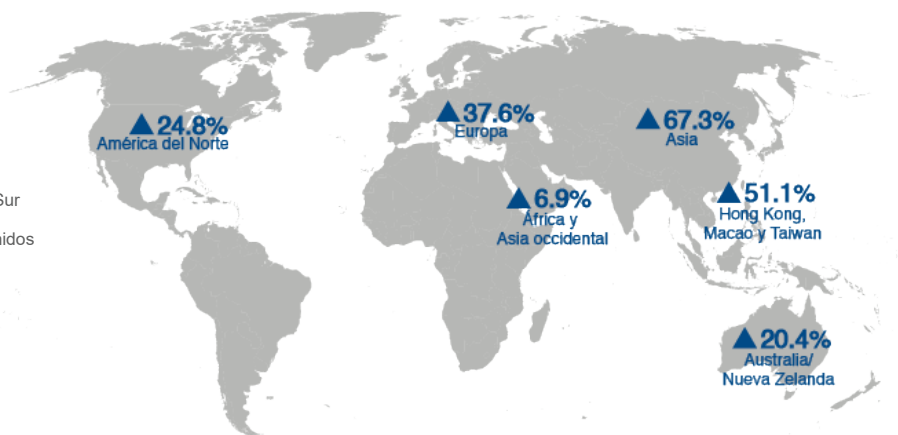 ▲37.6%
Europa
▲67.3%
Asia
▲24.8%
América del Norte
▲6.9%
África y
Asia occidental
▲51.1%
Hong Kong,
Macao y Taiwan
▲20.4%
Australia/
Nueva Zelanda
Sur